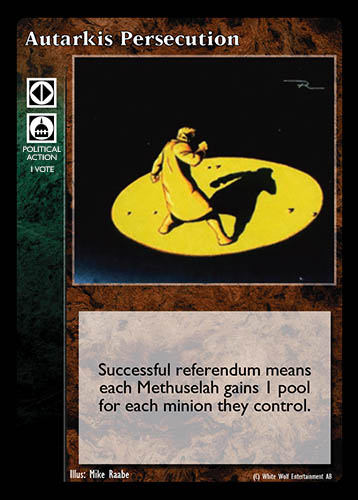 Autarkis Persecution
POLITICAL
ACTION
1 VOTE
Successful referendum means
each Methuselah gains 1 pool
for each minion they control.
Illus: Mike Raabe
(C) White Wolf Entertainment AB